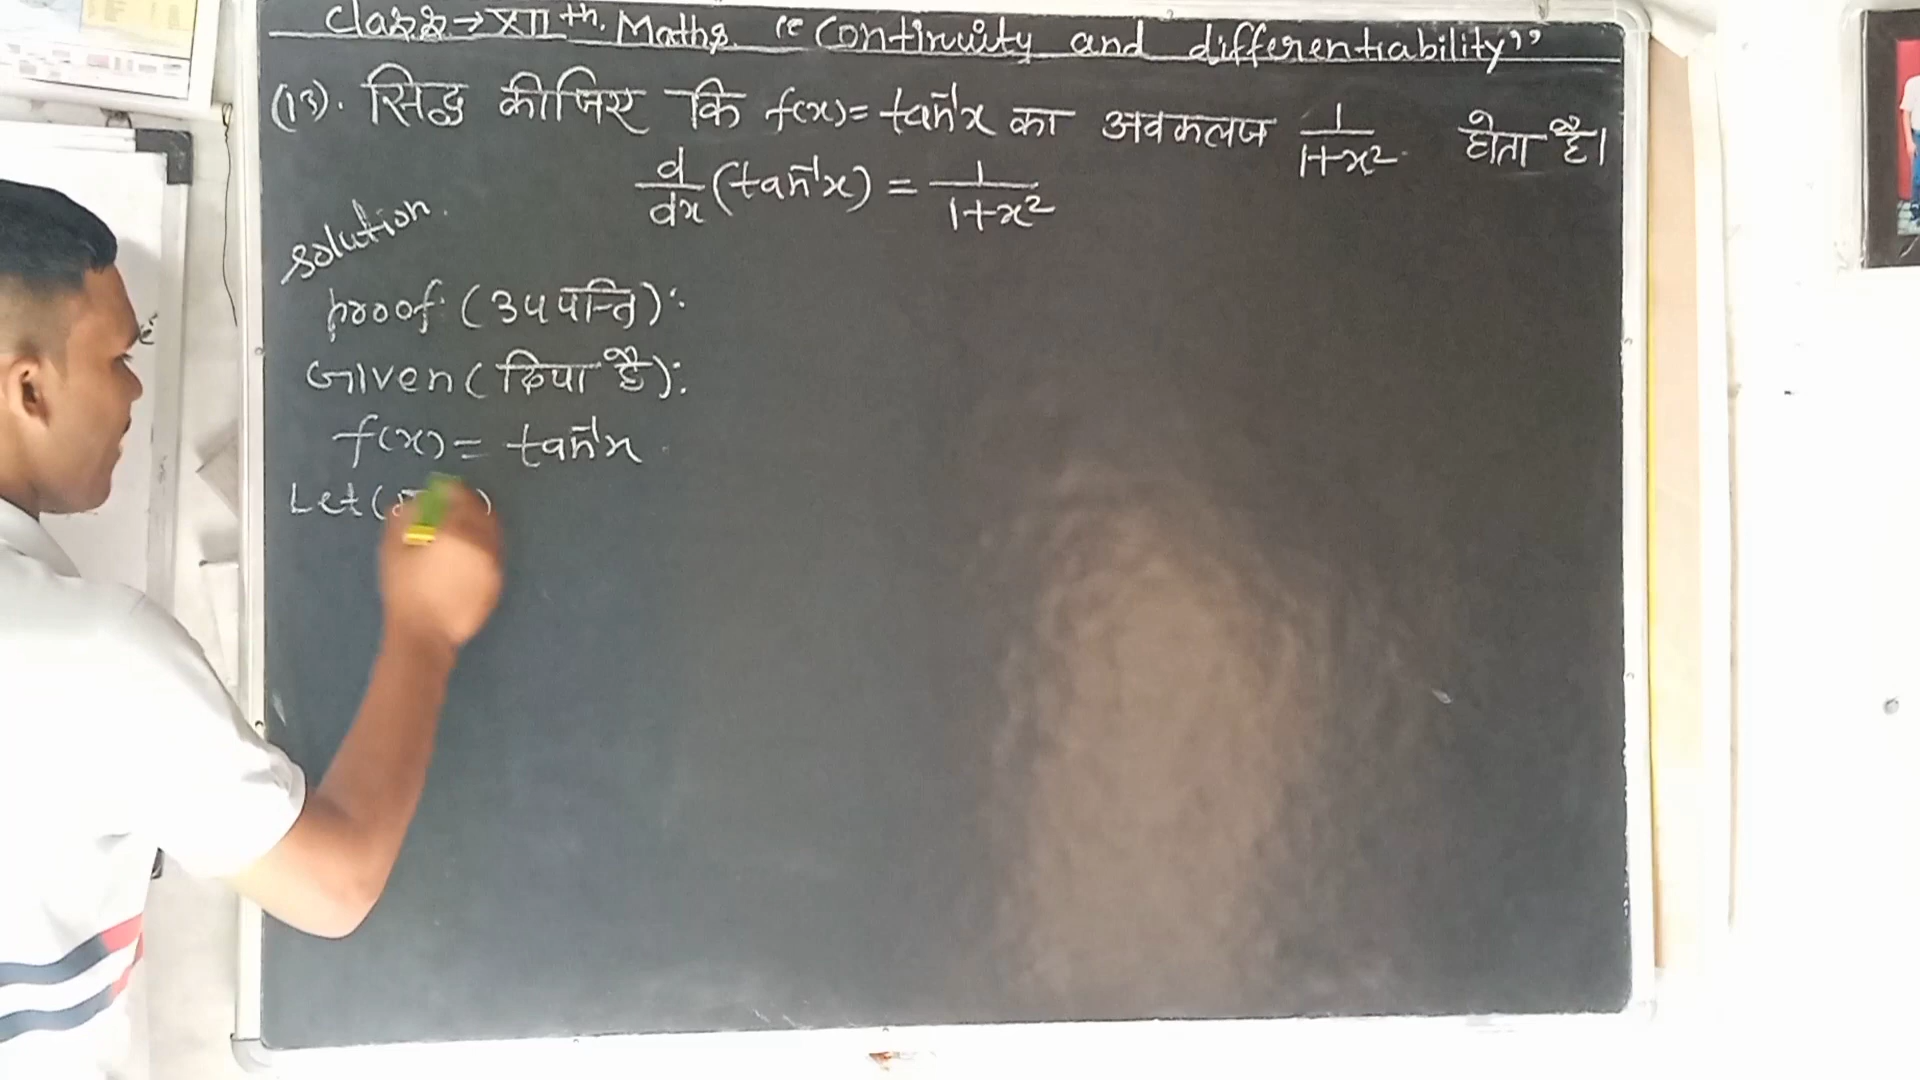 Class → XIIth. Maths. "Continuity and differentiability"
(13). सिद्ध कीजिए कि f(x) = tan⁻¹x का अवकलज 1/1+x² होता है।
d/dx (tan⁻¹x) = 1/1+x²
solution.
proof (उपपत्ति):
Given (दिया है):
f(x) = tan⁻¹x
Let (